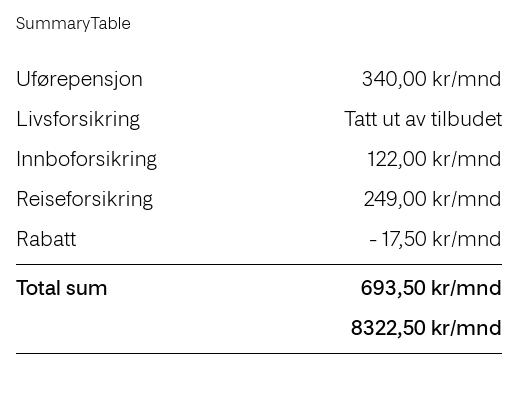 SummaryTable
Uførepensjon 340,00 kr/mnd
Livsforsikring Tatt ut av tilbudet
Innboforsikring 122,00 kr/mnd
Reiseforsikring 249,00 kr/mnd
Rabatt - 17,50 kr/mnd
Total sum 693,50 kr/mnd
8322,50 kr/mnd